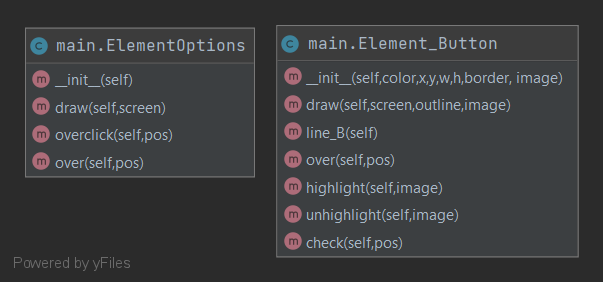 C main.ElementOptions
m __init__(self)
m draw(self,screen)
m overclick(self,pos)
m over(self,pos)
C main.Element_Button
m __init__(self,color,x,y,w,h,border, image)
m draw(self,screen,outline,image)
m line_B(self)
m over(self,pos)
m highlight(self,image)
m unhighlight(self,image)
m check(self,pos)
Powered by yFiles